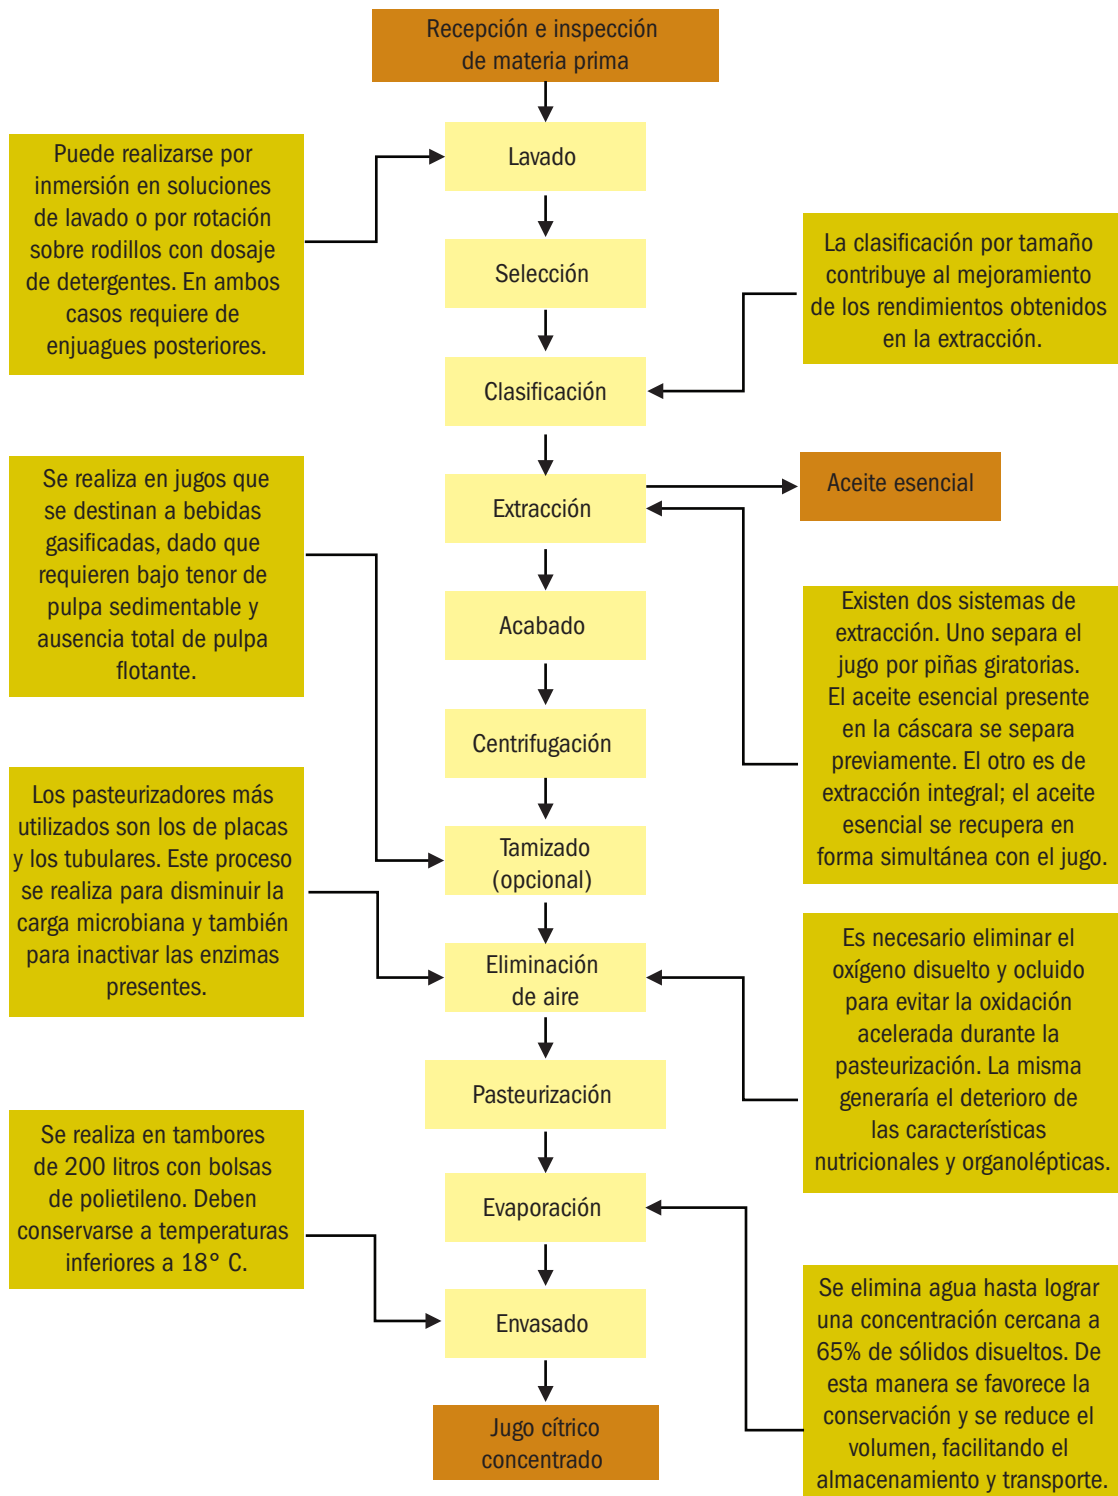 Recepción e inspección
de materia prima
Lavado
Puede realizarse por
inmersión en soluciones
de lavado o por rotación
sobre rodillos con dosaje
de detergentes. En ambos
casos requiere de
enjuagues posteriores.
Selección
La clasificación por tamaño
contribuye al mejoramiento
de los rendimientos obtenidos
en la extracción.
Clasificación
Se realiza en jugos que
se destinan a bebidas
gasificadas, dado que
requieren bajo tenor de
pulpa sedimentable y
ausencia total de pulpa
flotante.
Extracción
Aceite esencial
Acabado
Existen dos sistemas de
extracción. Uno separa el
jugo por piñas giratorias.
El aceite esencial presente
en la cáscara se separa
previamente. El otro es de
extracción integral; el aceite
esencial se recupera en
forma simultánea con el jugo.
Centrifugación
Los pasteurizadores más
utilizados son los de placas
y los tubulares. Este proceso
se realiza para disminuir la
carga microbiana y también
para inactivar las enzimas
presentes.
Tamizado
(opcional)
Eliminación
de aire
Es necesario eliminar el
oxígeno disuelto y ocluido
para evitar la oxidación
acelerada durante la
pasteurización. La misma
generaría el deterioro de
las características
nutricionales y organolépticas.
Pasteurización
Se realiza en tambores
de 200 litros con bolsas
de polietileno. Deben
conservarse a temperaturas
inferiores a 18° C.
Evaporación
Envasado
Se elimina agua hasta lograr
una concentración cercana a
65% de sólidos disueltos. De
esta manera se favorece la
conservación y se reduce el
volumen, facilitando el
almacenamiento y transporte.
Jugo cítrico
concentrado